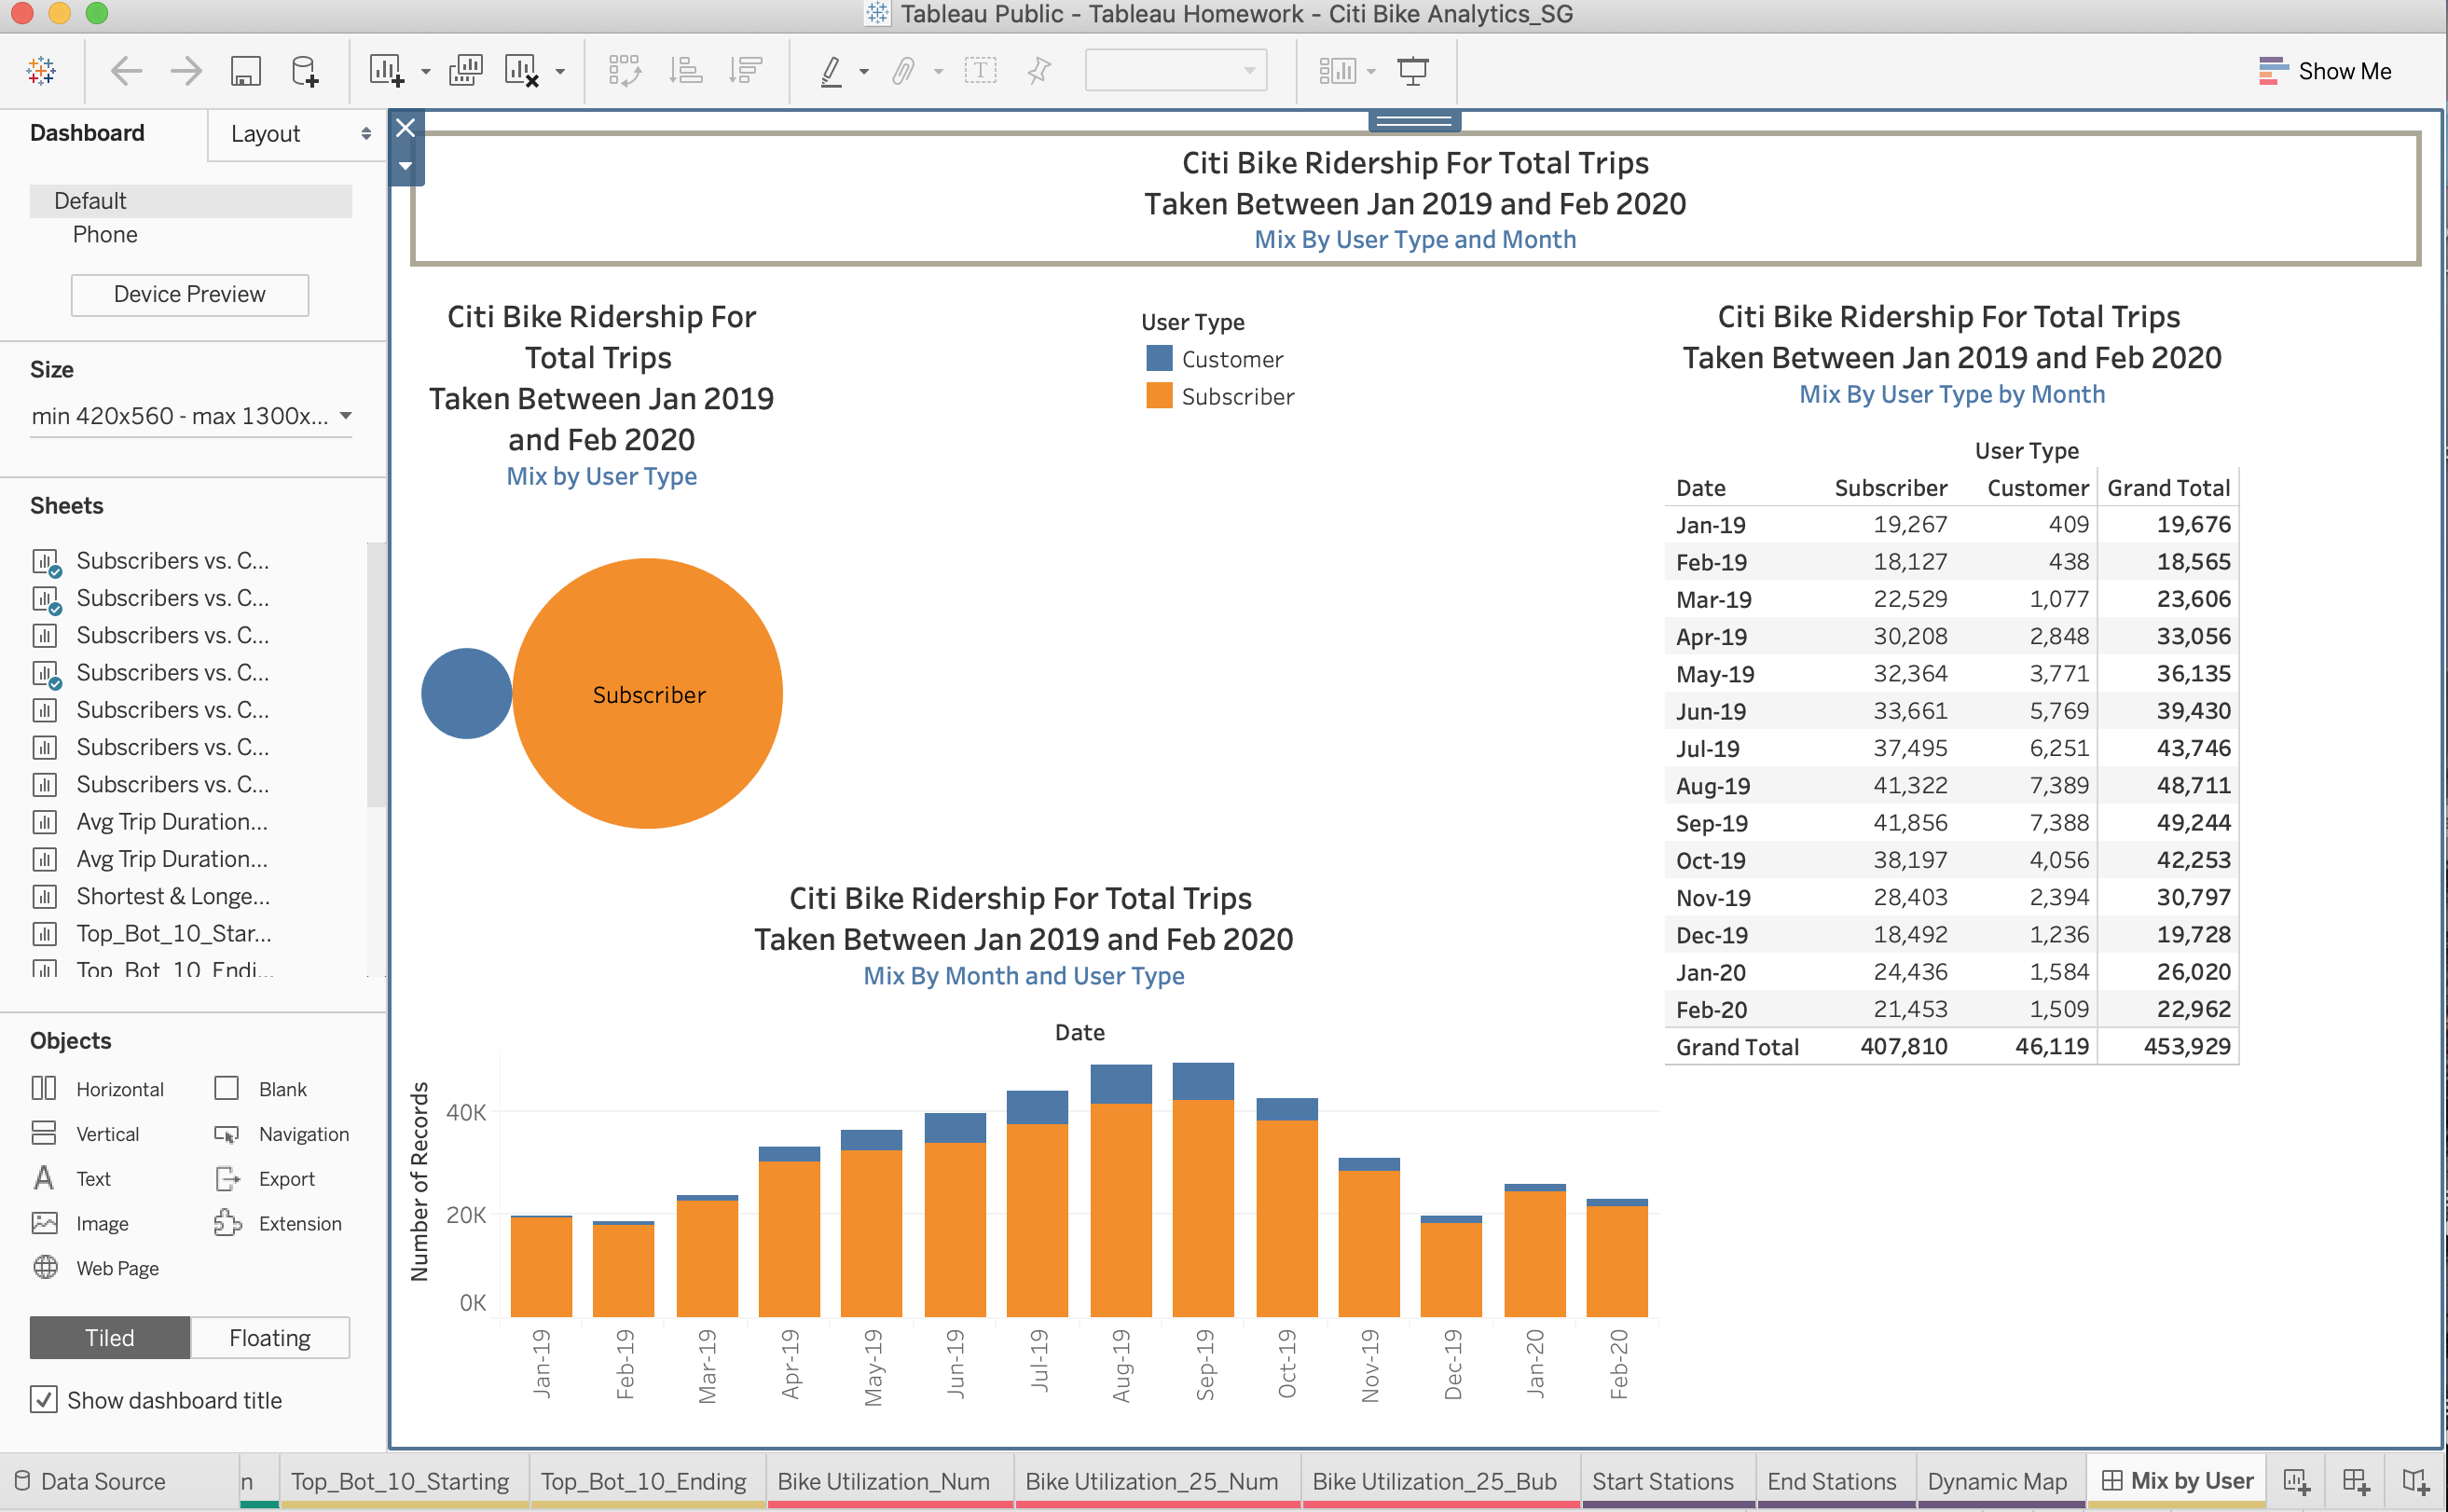 Tableau Public - Tableau Homework - Citi Bike Analytics_SG
Show Me
Dashboard
Layout
Default
Phone
Device Preview
Size
min 420x560 - max 1300x...
Sheets
Subscribers vs. C...
Subscribers vs. C...
Subscribers vs. C...
Subscribers vs. C...
Subscribers vs. C...
Subscribers vs. C...
Subscribers vs. C...
Avg Trip Duration...
Avg Trip Duration...
Shortest & Longe...
Top_Bot_10_Star...
Top_Bot_10_Endi...
Objects
Horizontal
Blank
Vertical
Navigation
Text
Export
Image
Extension
Web Page
Tiled
Floating
Show dashboard title
Citi Bike Ridership For Total Trips
Taken Between Jan 2019 and Feb 2020
Mix By User Type and Month
Citi Bike Ridership For
Total Trips
Taken Between Jan 2019
and Feb 2020
Mix by User Type
Subscriber
User Type
Customer
Subscriber
Citi Bike Ridership For Total Trips
Taken Between Jan 2019 and Feb 2020
Mix By User Type by Month
User Type
Date Subscriber Customer Grand Total
Jan-19 19,267 409 19,676
Feb-19 18,127 438 18,565
Mar-19 22,529 1,077 23,606
Apr-19 30,208 2,848 33,056
May-19 32,364 3,771 36,135
Jun-19 33,661 5,769 39,430
Jul-19 37,495 6,251 43,746
Aug-19 41,322 7,389 48,711
Sep-19 41,856 7,388 49,244
Oct-19 38,197 4,056 42,253
Nov-19 28,403 2,394 30,797
Dec-19 18,492 1,236 19,728
Jan-20 24,436 1,584 26,020
Feb-20 21,453 1,509 22,962
Grand Total 407,810 46,119 453,929
Citi Bike Ridership For Total Trips
Taken Between Jan 2019 and Feb 2020
Mix By Month and User Type
Date
Number of Records
40K
20K
0K
Jan-19
Feb-19
Mar-19
Apr-19
May-19
Jun-19
Jul-19
Aug-19
Sep-19
Oct-19
Nov-19
Dec-19
Jan-20
Feb-20
Data Source
n
Top_Bot_10_Starting
Top_Bot_10_Ending
Bike Utilization_Num
Bike Utilization_25_Num
Bike Utilization_25_Bub
Start Stations
End Stations
Dynamic Map
Mix by User